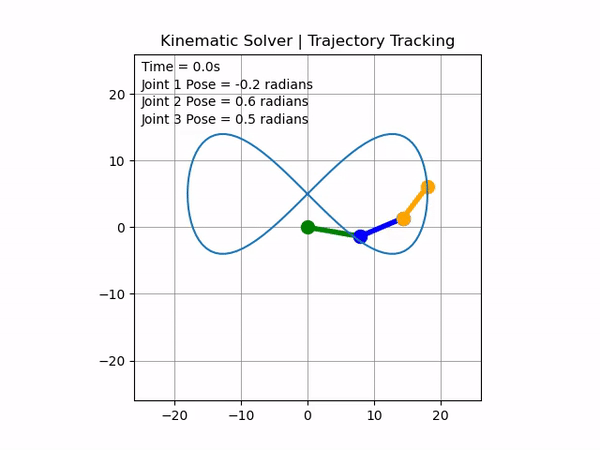 Kinematic Solver | Trajectory Tracking
Time = 0.0s
Joint 1 Pose = -0.2 radians
Joint 2 Pose = 0.6 radians
Joint 3 Pose = 0.5 radians
20
10
0
−10
−20
−20 −10 0 10 20